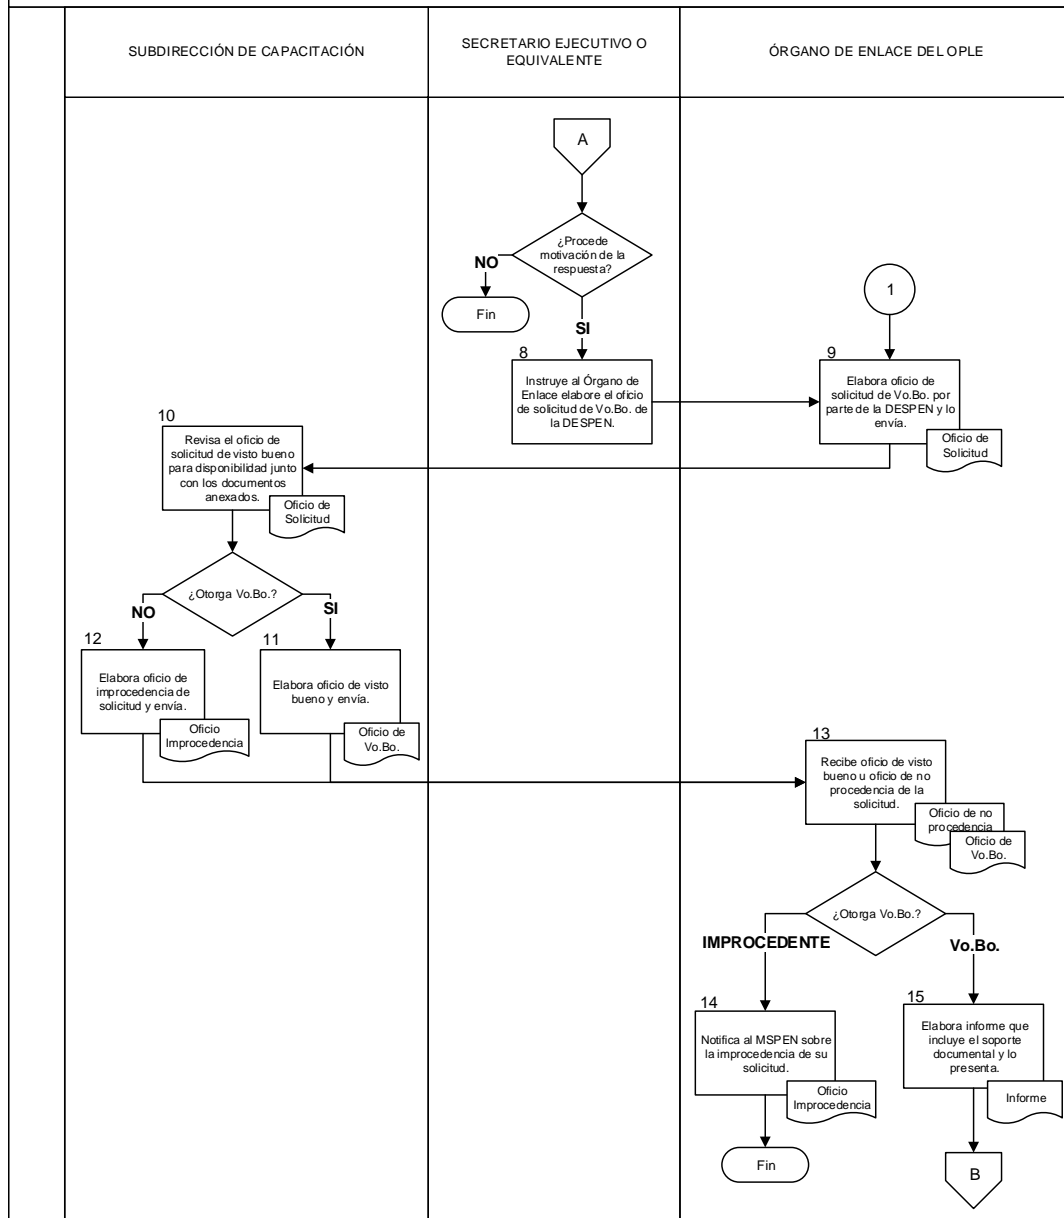 SUBDIRECCIÓN DE CAPACITACIÓN
SECRETARIO EJECUTIVO O
EQUIVALENTE
ÓRGANO DE ENLACE DEL OPLE
A
¿Procede
motivación de la
respuesta?
NO
Fin
SI
1
8
Instruye al Órgano de
Enlace elabore el oficio
de solicitud de Vo.Bo. de
la DESPEN.
9
Elabora oficio de
solicitud de Vo.Bo. por
parte de la DESPEN y lo
envía.
Oficio de
Solicitud
10
Revisa el oficio de
solicitud de visto bueno
para disponibilidad junto
con los documentos
anexados.
Oficio de
Solicitud
¿Otorga Vo.Bo.?
NO
SI
12
Elabora oficio de
improcedencia de
solicitud y envía.
Oficio
Improcedencia
11
Elabora oficio de visto
bueno y envía.
Oficio de
Vo.Bo.
13
Recibe oficio de visto
bueno u oficio de no
procedencia de la
solicitud.
Oficio de no
procedencia
Oficio de
Vo.Bo.
¿Otorga Vo.Bo.?
IMPROCEDENTE
Vo.Bo.
14
Notifica al MSPEN sobre
la improcedencia de su
solicitud.
Oficio
Improcedencia
Fin
15
Elabora informe que
incluye el soporte
documental y lo
presenta.
Informe
B